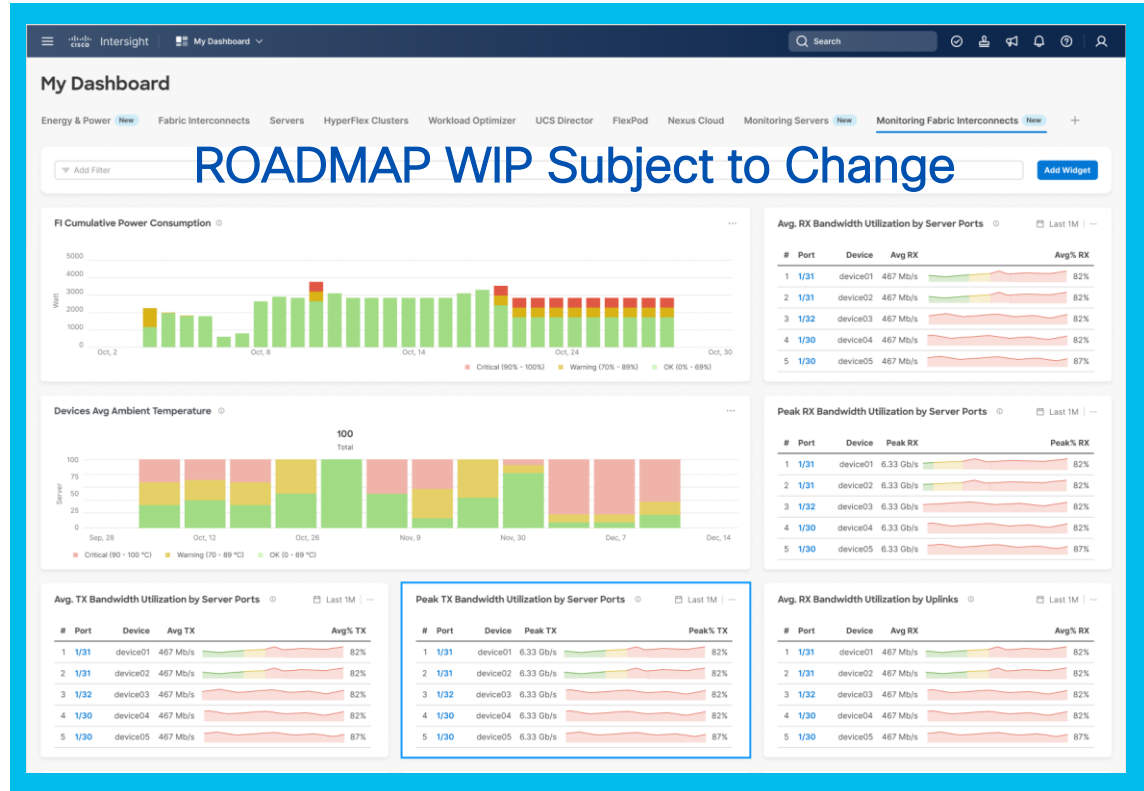 CISCO Intersight My Dashboard Search
My Dashboard
Energy & Power New Fabric Interconnects Servers HyperFlex Clusters Workload Optimizer UCS Director FlexPod Nexus Cloud Monitoring Servers New Monitoring Fabric Interconnects New +
ROADMAP WIP Subject to Change
Add Filter Add Widget
FI Cumulative Power Consumption
Watt
5000
4000
3000
2000
1000
0
Oct, 2 Oct, 8 Oct, 14 Oct, 24 Oct, 30
Critical (90% - 100%) Warning (70% - 89%) OK (0% - 69%)
Avg. RX Bandwidth Utilization by Server Ports Last 1M
# Port Device Avg RX Avg% RX
1 1/31 device01 467 Mb/s 82%
2 1/31 device02 467 Mb/s 82%
3 1/32 device03 467 Mb/s 82%
4 1/30 device04 467 Mb/s 82%
5 1/30 device05 467 Mb/s 87%
Devices Avg Ambient Temperature
100
Total
Server
100
75
50
25
0
Sep, 28 Oct, 12 Oct, 26 Nov, 9 Nov, 30 Dec, 7 Dec, 14
Critical (90 - 100 °C) Warning (70 - 89 °C) OK (0 - 69 °C)
Peak RX Bandwidth Utilization by Server Ports Last 1M
# Port Device Peak RX Peak% RX
1 1/31 device01 6.33 Gb/s 82%
2 1/31 device02 6.33 Gb/s 82%
3 1/32 device03 6.33 Gb/s 82%
4 1/30 device04 6.33 Gb/s 82%
5 1/30 device05 6.33 Gb/s 87%
Avg. TX Bandwidth Utilization by Server Ports Last 1M
# Port Device Avg TX Avg% TX
1 1/31 device01 467 Mb/s 82%
2 1/31 device02 467 Mb/s 82%
3 1/32 device03 467 Mb/s 82%
4 1/30 device04 467 Mb/s 82%
5 1/30 device05 467 Mb/s 87%
Peak TX Bandwidth Utilization by Server Ports Last 1M
# Port Device Peak TX Peak% TX
1 1/31 device01 6.33 Gb/s 82%
2 1/31 device02 6.33 Gb/s 82%
3 1/32 device03 6.33 Gb/s 82%
4 1/30 device04 6.33 Gb/s 82%
5 1/30 device05 6.33 Gb/s 87%
Avg. RX Bandwidth Utilization by Uplinks Last 1M
# Port Device Avg RX Avg% RX
1 1/31 device01 467 Mb/s 82%
2 1/31 device02 467 Mb/s 82%
3 1/32 device03 467 Mb/s 82%
4 1/30 device04 467 Mb/s 82%
5 1/30 device05 467 Mb/s 87%